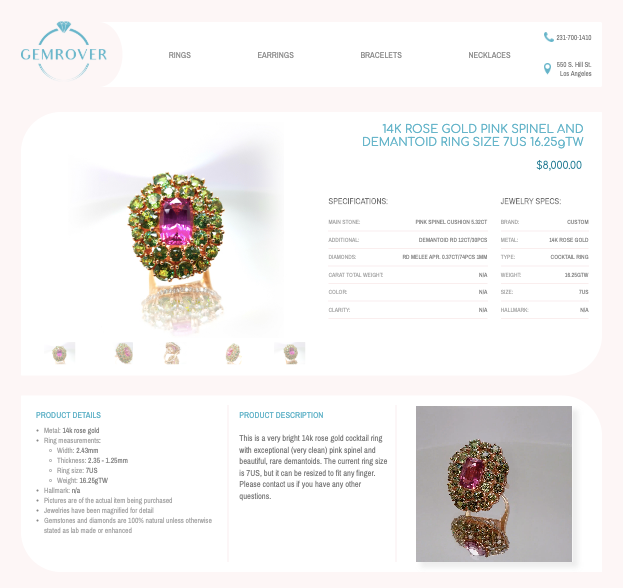 GEMROVER
RINGS
EARRINGS
BRACELETS
NECKLACES
231-700-1410
550 S. Hill St.
Los Angeles
14K ROSE GOLD PINK SPINEL AND
DEMANTOID RING SIZE 7US 16.25gTW
$8,000.00
SPECIFICATIONS:
MAIN STONE: PINK SPINEL CUSHION 5.32CT
ADDITIONAL: DEMANTOID RD 12CT/30PCS
DIAMONDS: RD MELEE APR. 0.37CT/74PCS 1MM
CARAT TOTAL WEIGHT: N/A
COLOR: N/A
CLARITY: N/A
JEWELRY SPECS:
BRAND: CUSTOM
METAL: 14K ROSE GOLD
TYPE: COCKTAIL RING
WEIGHT: 16.25GTW
SIZE: 7US
HALLMARK: N/A
PRODUCT DETAILS
Metal: 14k rose gold
Ring measurements:
Width: 2.43mm
Thickness: 2.35 - 1.25mm
Ring size: 7US
Weight: 16.25gTW
Hallmark: n/a
Pictures are of the actual item being purchased
Jewelries have been magnified for detail
Gemstones and diamonds are 100% natural unless otherwise
stated as lab made or enhanced
PRODUCT DESCRIPTION
This is a very bright 14k rose gold cocktail ring
with exceptional (very clean) pink spinel and
beautiful, rare demantoids. The current ring size
is 7US, but it can be resized to fit any finger.
Please contact us if you have any other
questions.